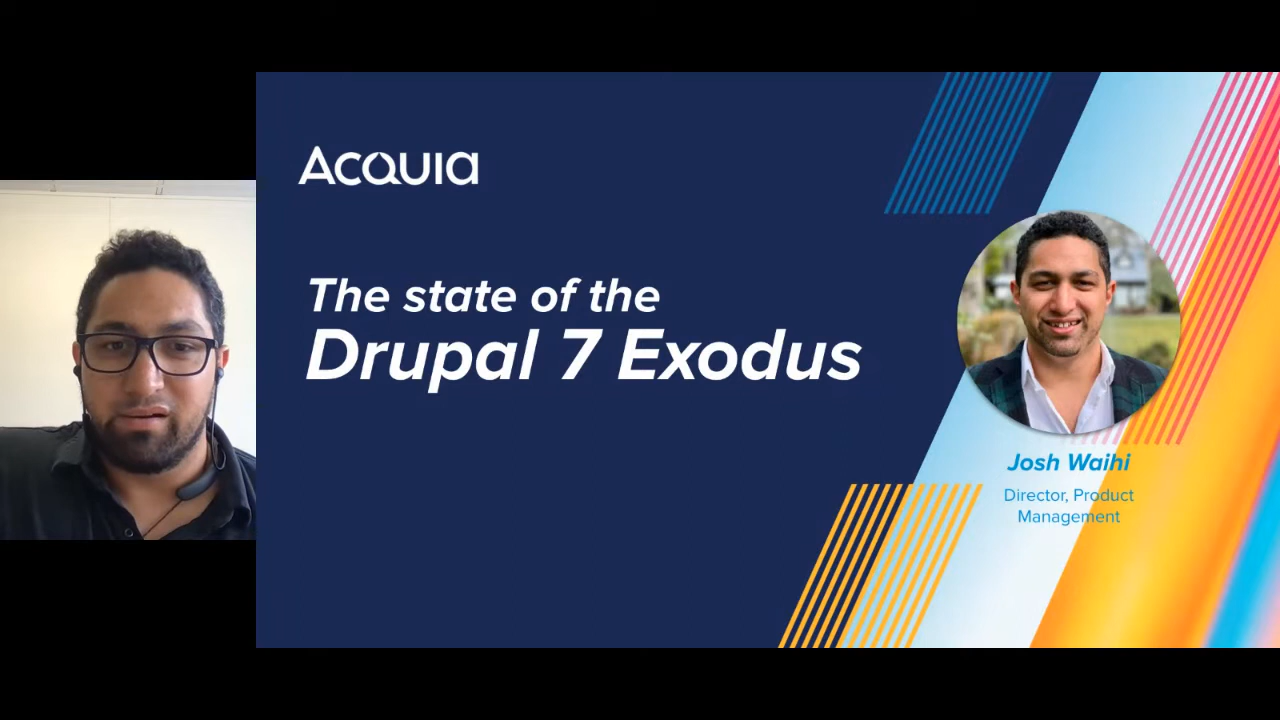 Acquia
The state of the
Drupal 7 Exodus
Josh Waihi
Director, Product
Management